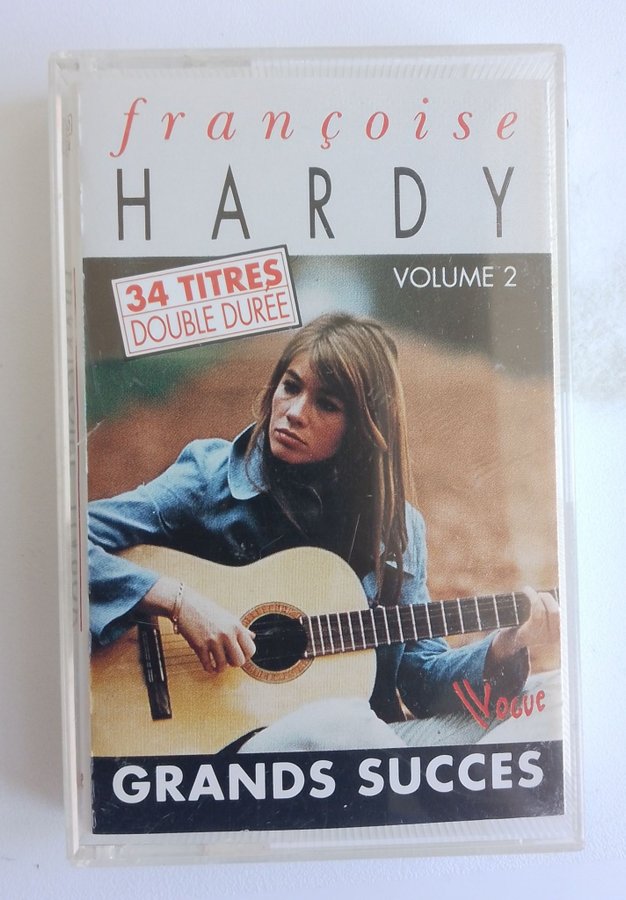 françoise
HARDY
34 TITRES
DOUBLE DURÉE
VOLUME 2
VOGUE
GRANDS SUCCES